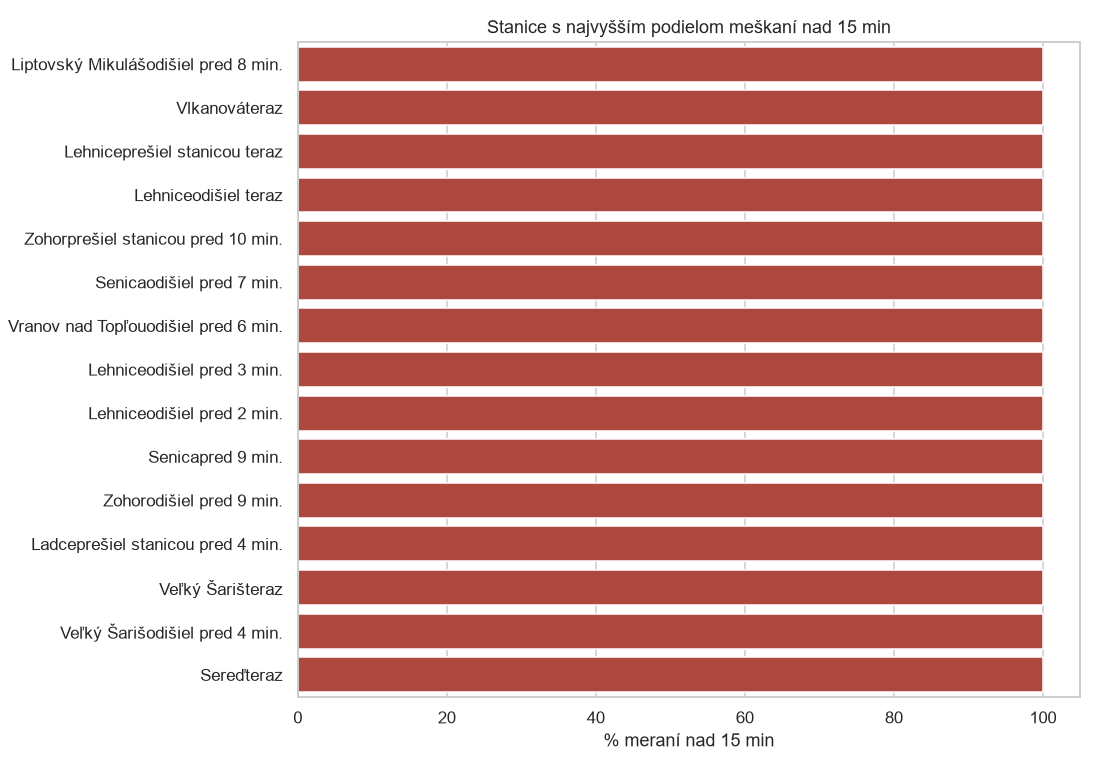 Stanice s najvyšším podielom meškaní nad 15 min
Liptovský Mikulášodišiel pred 8 min.
Vlkanováteraz
Lehniceprešiel stanicou teraz
Lehniceodišiel teraz
Zohorprešiel stanicou pred 10 min.
Senicaodišiel pred 7 min.
Vranov nad Topľouodišiel pred 6 min.
Lehniceodišiel pred 3 min.
Lehniceodišiel pred 2 min.
Senicapred 9 min.
Zohorodišiel pred 9 min.
Ladceprešiel stanicou pred 4 min.
Veľký Šarišteraz
Veľký Šarišodišiel pred 4 min.
Sereďteraz
0 20 40 60 80 100
% meraní nad 15 min